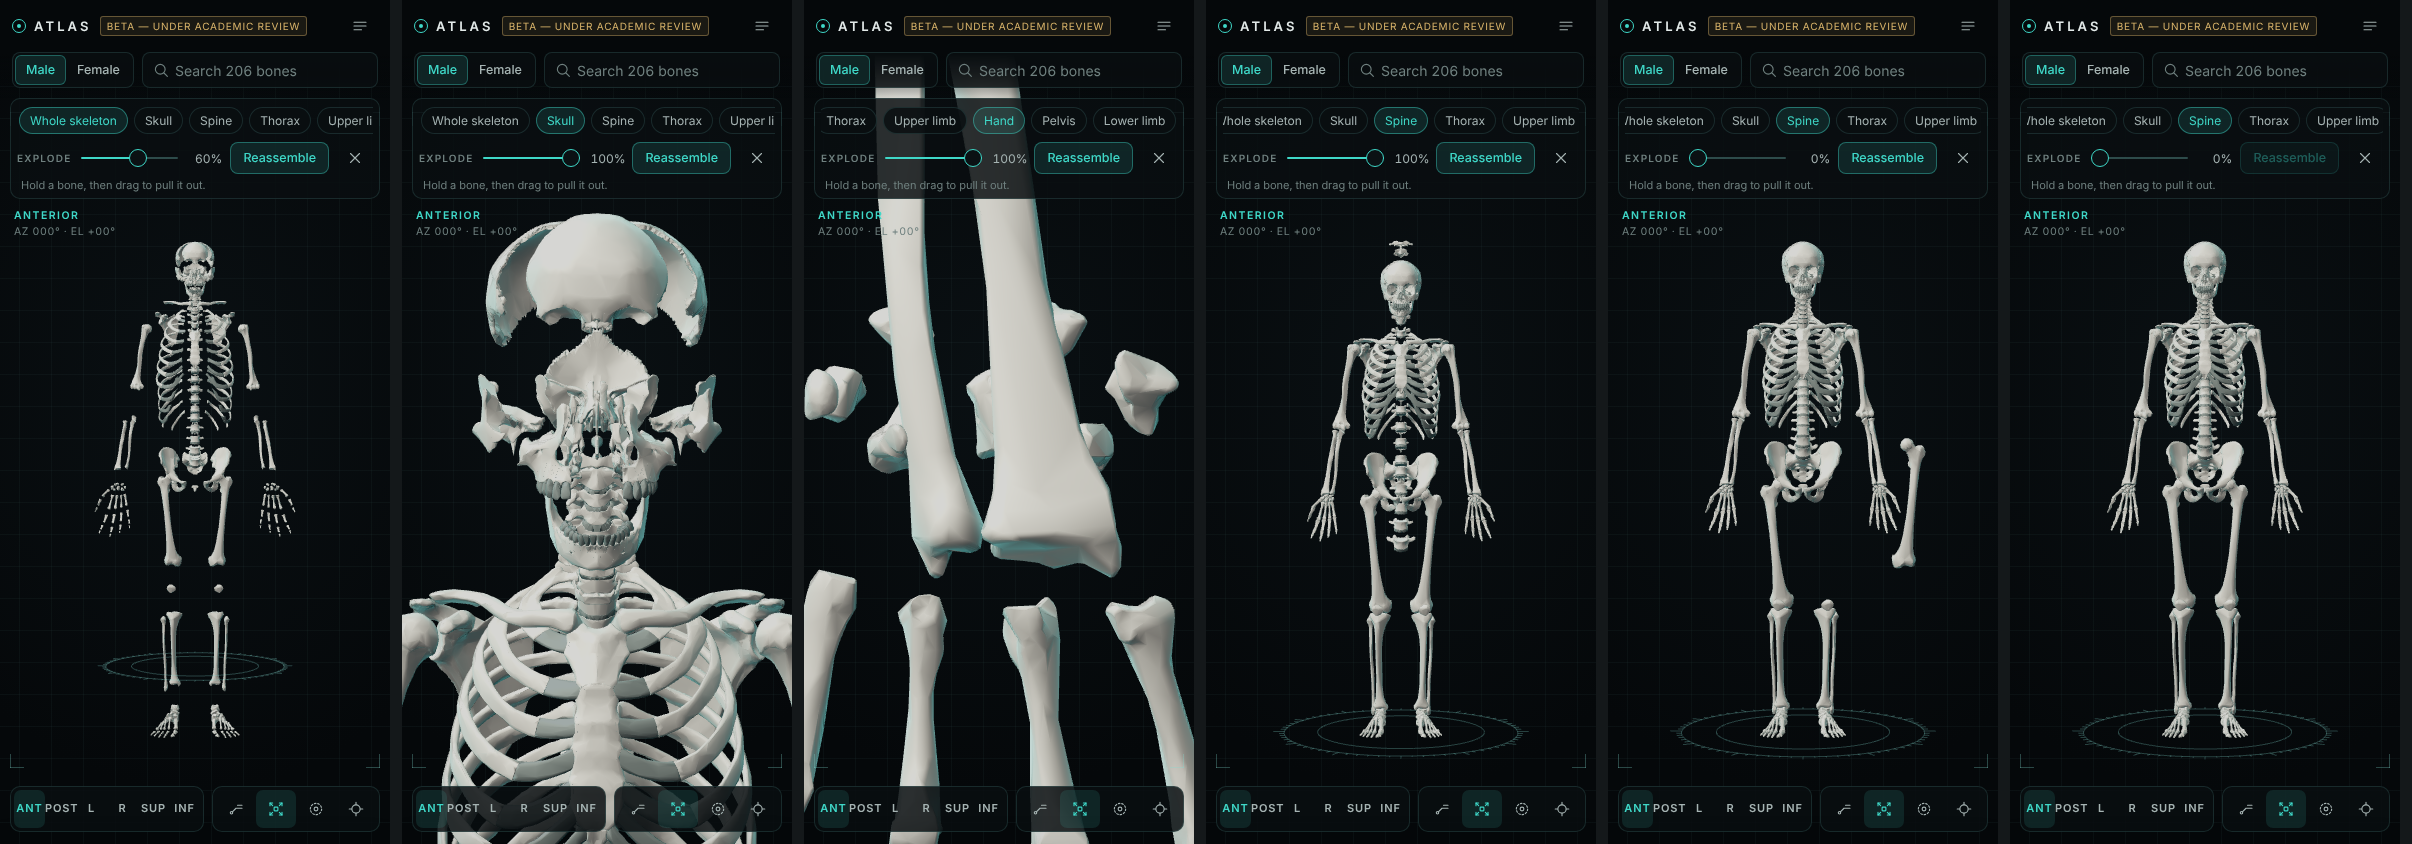 ATLAS BETA — UNDER ACADEMIC REVIEW
Male Female Search 206 bones
Whole skeleton Skull Spine Thorax Upper li
EXPLODE 60% Reassemble
Hold a bone, then drag to pull it out.
ANTERIOR
AZ 000° · EL +00°
ANT POST L R SUP INF
ATLAS BETA — UNDER ACADEMIC REVIEW
Male Female Search 206 bones
Whole skeleton Skull Spine Thorax Upper li
EXPLODE 100% Reassemble
Hold a bone, then drag to pull it out.
ANTERIOR
AZ 000° · EL +00°
ANT POST L R SUP INF
ATLAS BETA — UNDER ACADEMIC REVIEW
Male Female Search 206 bones
Thorax Upper limb Hand Pelvis Lower limb
EXPLODE 100% Reassemble
Hold a bone, then drag to pull it out.
ANTERIOR
AZ 000° · EL +00°
ANT POST L R SUP INF
ATLAS BETA — UNDER ACADEMIC REVIEW
Male Female Search 206 bones
hole skeleton Skull Spine Thorax Upper limb
EXPLODE 100% Reassemble
Hold a bone, then drag to pull it out.
ANTERIOR
AZ 000° · EL +00°
ANT POST L R SUP INF
ATLAS BETA — UNDER ACADEMIC REVIEW
Male Female Search 206 bones
hole skeleton Skull Spine Thorax Upper limb
EXPLODE 0% Reassemble
Hold a bone, then drag to pull it out.
ANTERIOR
AZ 000° · EL +00°
ANT POST L R SUP INF
ATLAS BETA — UNDER ACADEMIC REVIEW
Male Female Search 206 bones
hole skeleton Skull Spine Thorax Upper limb
EXPLODE 0% Reassemble
Hold a bone, then drag to pull it out.
ANTERIOR
AZ 000° · EL +00°
ANT POST L R SUP INF